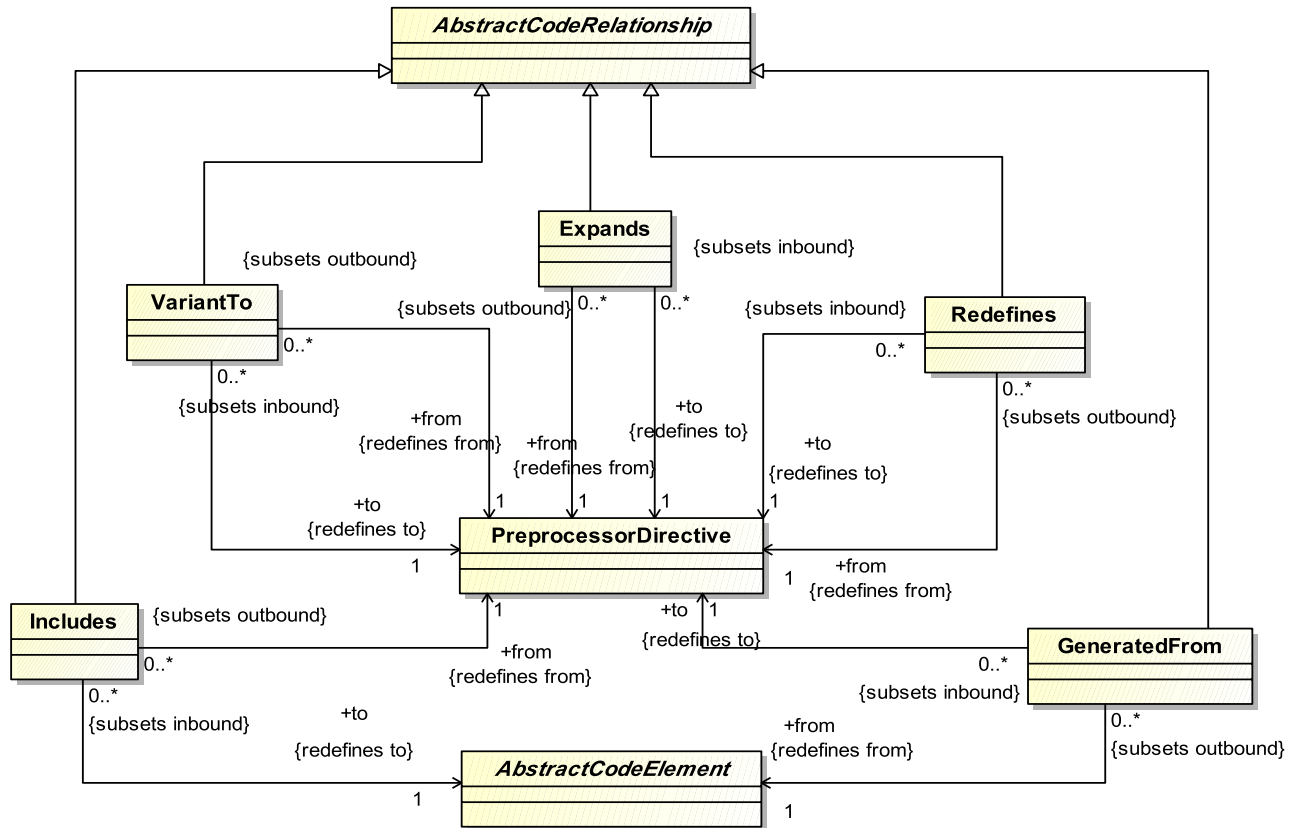 AbstractCodeRelationship
Expands
{subsets inbound}
{subsets outbound}
VariantTo
0..*
0..*
{subsets outbound}
{subsets inbound}
Redefines
0..*
0..*
0..*
0..*
{subsets inbound}
{subsets outbound}
+from
{redefines from}
+from
{redefines from}
+to
{redefines to}
+to
{redefines to}
1
1
1
1
+to
{redefines to}
1
PreprocessorDirective
+from
{redefines from}
1
Includes
{subsets outbound}
0..*
1
+from
{redefines from}
+to
1
{redefines to}
GeneratedFrom
0..*
{subsets inbound}
0..*
{subsets inbound}
+to
{redefines to}
1
+from
{redefines from}
0..*
{subsets outbound}
AbstractCodeElement
1